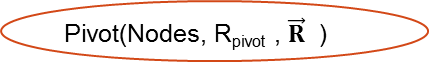 Pivot(Nodes, R_pivot , R⃗ )